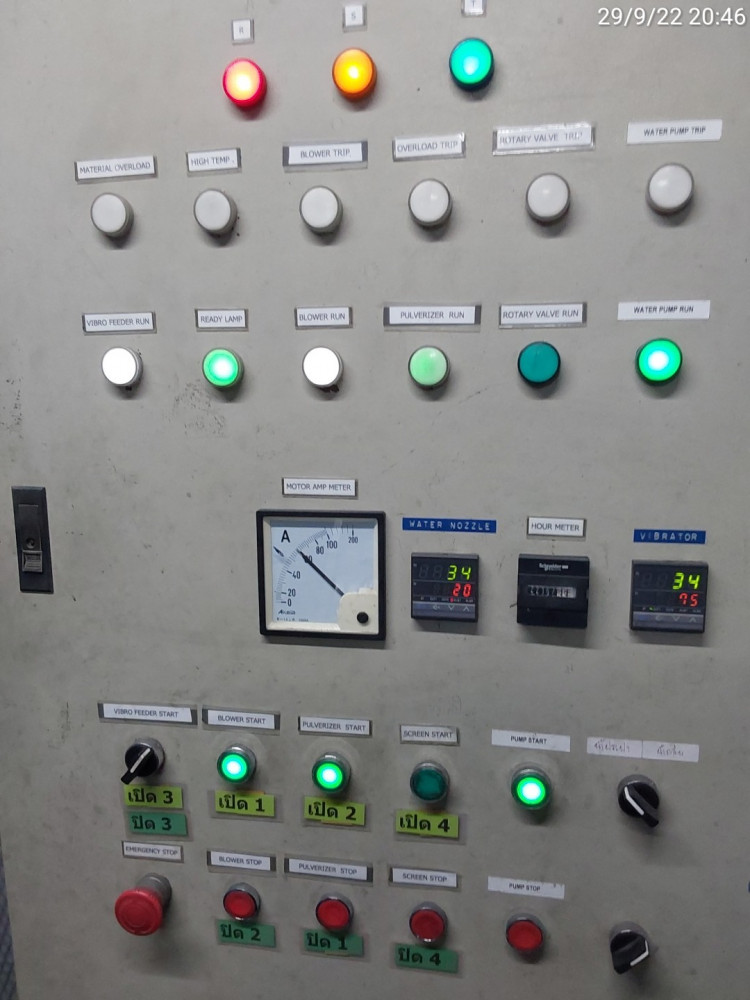 29/9/22 20:46
R
S
T
MATERIAL OVERLOAD
HIGH TEMP.
BLOWER TRIP
OVERLOAD TRIP
ROTARY VALVE TRIP
WATER PUMP TRIP
VIBRO FEEDER RUN
READY LAMP
BLOWER RUN
PULVERIZER RUN
ROTARY VALVE RUN
WATER PUMP RUN
MOTOR AMP METER
WATER NOZZLE
HOUR METER
VIBRATOR
A
0
20
40
80
100
200
34
20
34
75
VIBRO FEEDER START
BLOWER START
PULVERIZER START
SCREEN START
PUMP START
เปิด 3
เปิด 1
เปิด 2
เปิด 4
ปิด 3
EMERGENCY STOP
BLOWER STOP
PULVERIZER STOP
SCREEN STOP
PUMP STOP
ปิด 2
ปิด 1
ปิด 4